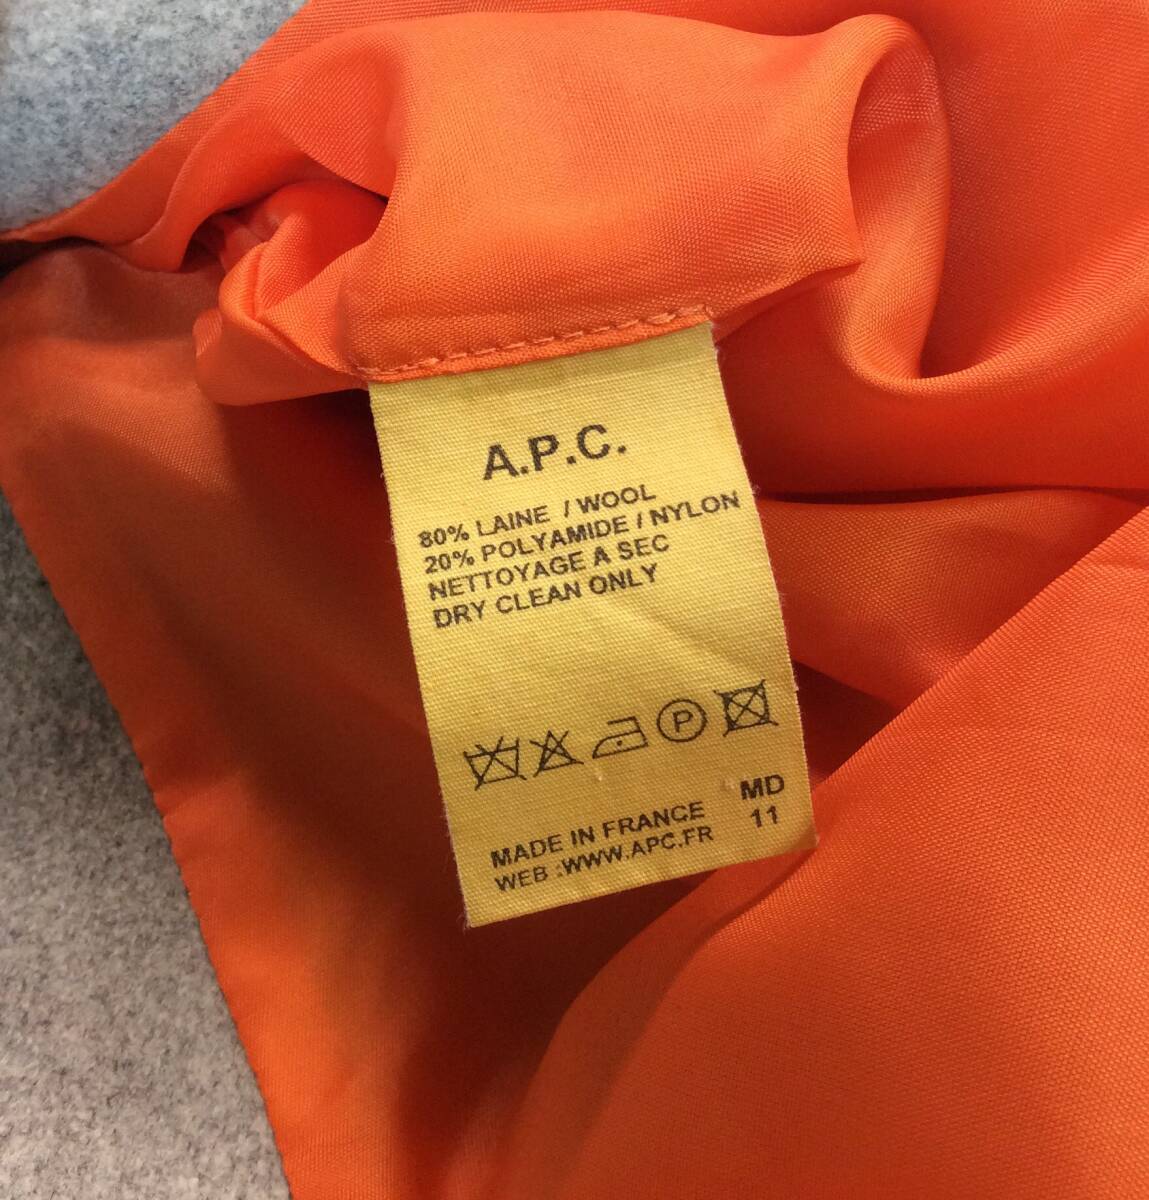 A.P.C.
80% LAINE / WOOL
20% POLYAMIDE / NYLON
NETTOYAGE A SEC
DRY CLEAN ONLY
P
MADE IN FRANCE MD
WEB :WWW.APC.FR 11